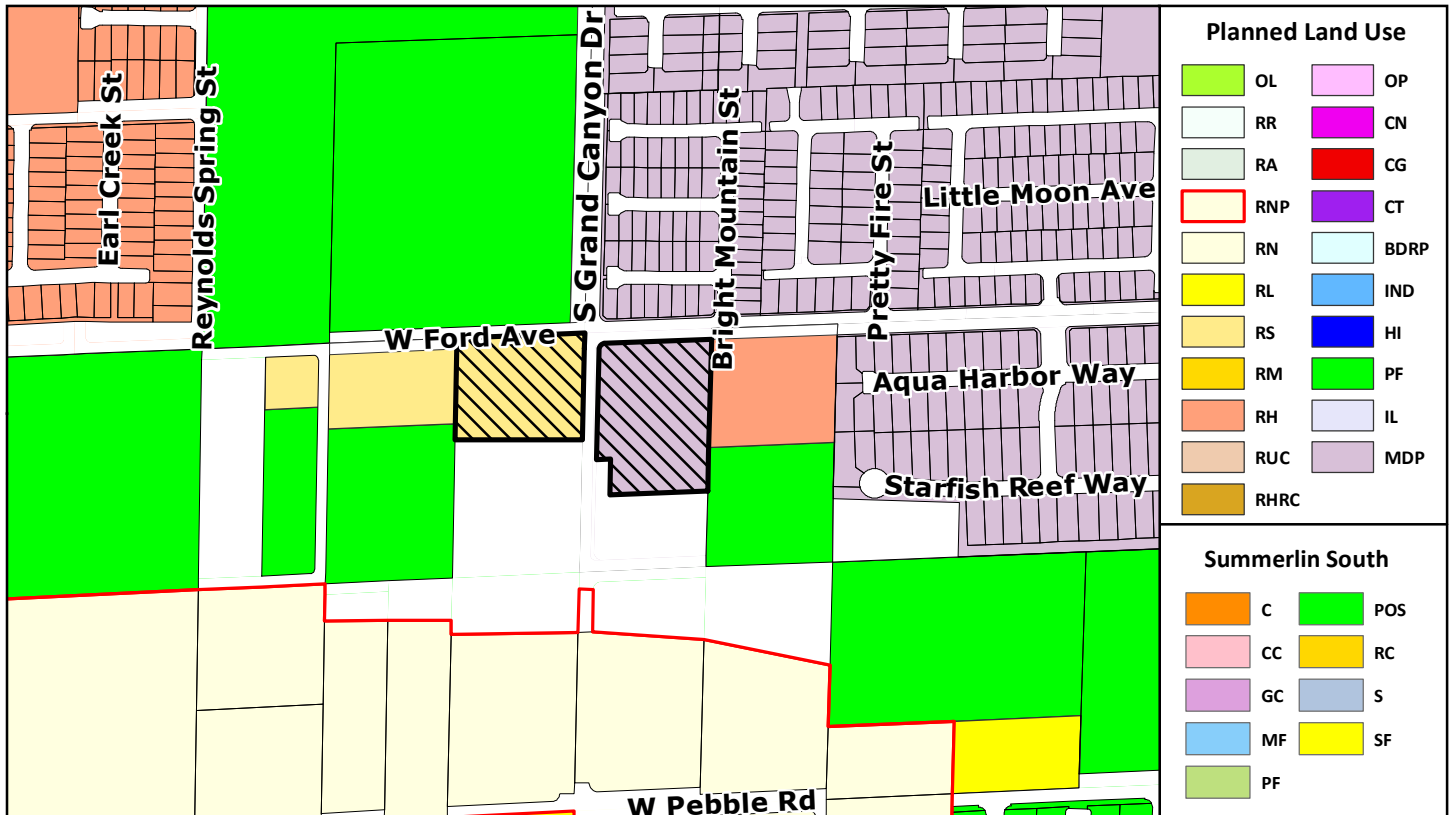 Earl Creek St
Reynolds Spring St
S Grand Canyon Dr
Bright Mountain St
Pretty Fire St
Little Moon Ave
W Ford Ave
Aqua Harbor Way
Starfish Reef Way
W Pebble Rd
Planned Land Use
OL
RR
RA
RNP
RN
RL
RS
RM
RH
RUC
RHRC
OP
CN
CG
CT
BDRP
IND
HI
PF
IL
MDP
Summerlin South
C
CC
GC
MF
PF
POS
RC
S
SF